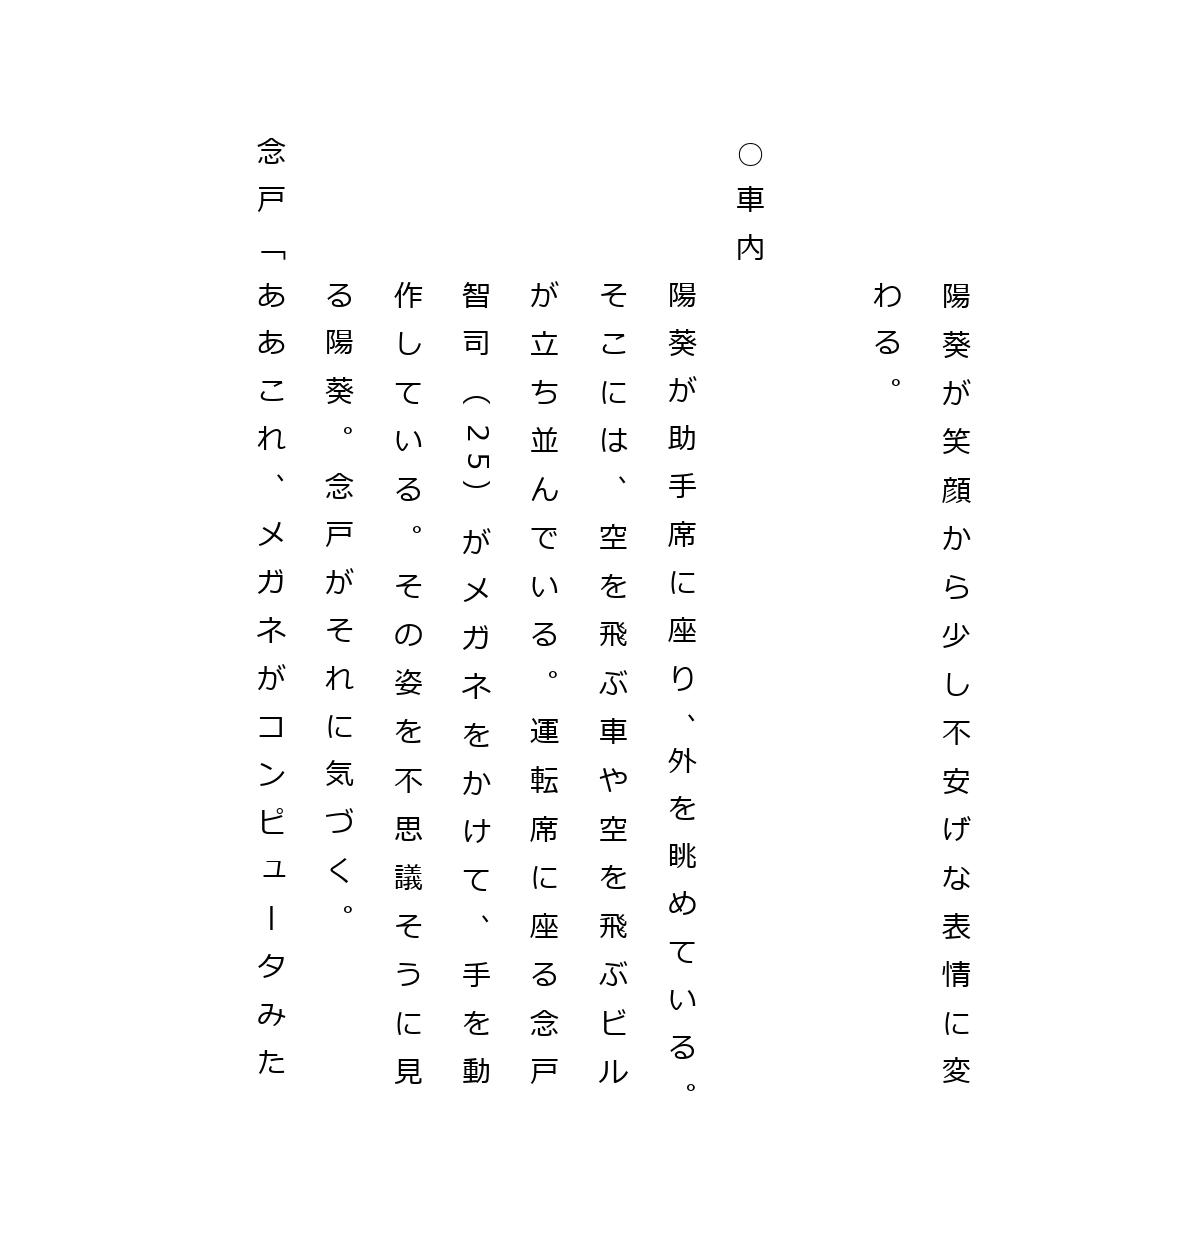 陽葵が笑顔から少し不安げな表情に変
わる。
○車内
陽葵が助手席に座り、外を眺めている。
そこには、空を飛ぶ車や空を飛ぶビル
が立ち並んでいる。運転席に座る念戸
智司（25）がメガネをかけて、手を動
作している。その姿を不思議そうに見
る陽葵。念戸がそれに気づく。
念戸「ああこれ、メガネがコンピュータみた